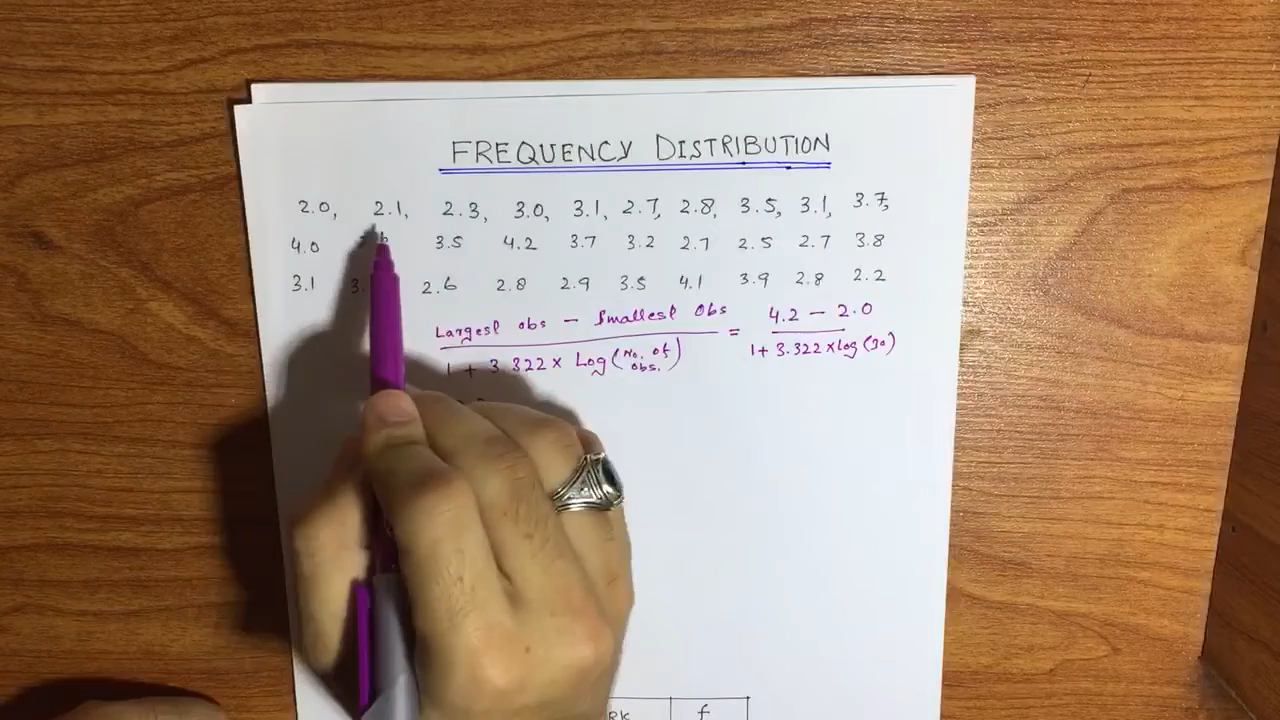 FREQUENCY DISTRIBUTION
2.0, 2.1, 2.3, 3.0, 3.1, 2.7, 2.8, 3.5, 3.1, 3.7,
4.0 3.5 4.2 3.7 3.2 2.7 2.5 2.7 3.8
3.1 2.6 2.8 2.9 3.5 4.1 3.9 2.8 2.2
Largest obs - Smallest Obs = 4.2 - 2.0
1 + 3.322 x Log (No. of obs.) 1 + 3.322 x log (30)
f